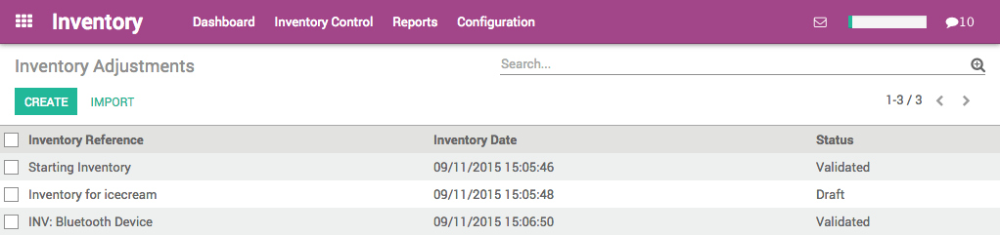 Inventory Dashboard Inventory Control Reports Configuration 10
Inventory Adjustments Search...
CREATE IMPORT 1-3 / 3
Inventory Reference Inventory Date Status
Starting Inventory 09/11/2015 15:05:46 Validated
Inventory for icecream 09/11/2015 15:05:48 Draft
INV: Bluetooth Device 09/11/2015 15:06:50 Validated